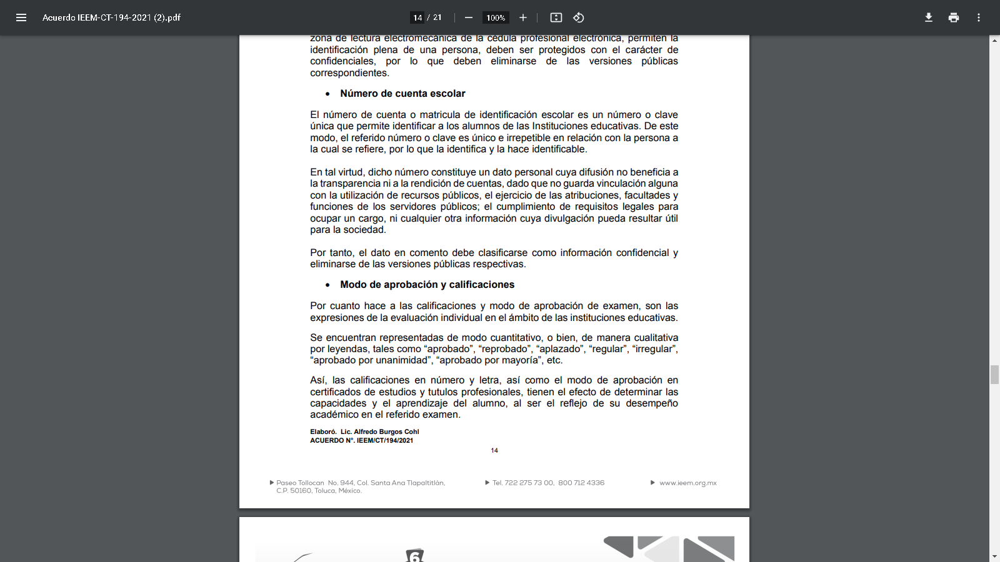 Acuerdo IEEM-CT-194-2021 (2).pdf
14 / 21
100%
zona de lectura electromecánica de la cédula profesional electrónica, permiten la
identificación plena de una persona, deben ser protegidos con el carácter de
confidenciales, por lo que deben eliminarse de las versiones públicas
correspondientes.
• Número de cuenta escolar
El número de cuenta o matricula de identificación escolar es un número o clave
única que permite identificar a los alumnos de las Instituciones educativas. De este
modo, el referido número o clave es único e irrepetible en relación con la persona a
la cual se refiere, por lo que la identifica y la hace identificable.
En tal virtud, dicho número constituye un dato personal cuya difusión no beneficia a
la transparencia ni a la rendición de cuentas, dado que no guarda vinculación alguna
con la utilización de recursos públicos, el ejercicio de las atribuciones, facultades y
funciones de los servidores públicos; el cumplimiento de requisitos legales para
ocupar un cargo, ni cualquier otra información cuya divulgación pueda resultar útil
para la sociedad.
Por tanto, el dato en comento debe clasificarse como información confidencial y
eliminarse de las versiones públicas respectivas.
• Modo de aprobación y calificaciones
Por cuanto hace a las calificaciones y modo de aprobación de examen, son las
expresiones de la evaluación individual en el ámbito de las instituciones educativas.
Se encuentran representadas de modo cuantitativo, o bien, de manera cualitativa
por leyendas, tales como “aprobado”, “reprobado”, “aplazado”, “regular”, “irregular”,
“aprobado por unanimidad”, “aprobado por mayoría”, etc.
Así, las calificaciones en número y letra, así como el modo de aprobación en
certificados de estudios y tutulos profesionales, tienen el efecto de determinar las
capacidades y el aprendizaje del alumno, al ser el reflejo de su desempeño
académico en el referido examen.
Elaboró. Lic. Alfredo Burgos Cohl
ACUERDO N°. IEEM/CT/194/2021
14
Paseo Tollocan No. 944, Col. Santa Ana Tlapaltitlán,
C.P. 50160, Toluca, México.
Tel. 722 275 73 00, 800 712 4336
www.ieem.org.mx
6